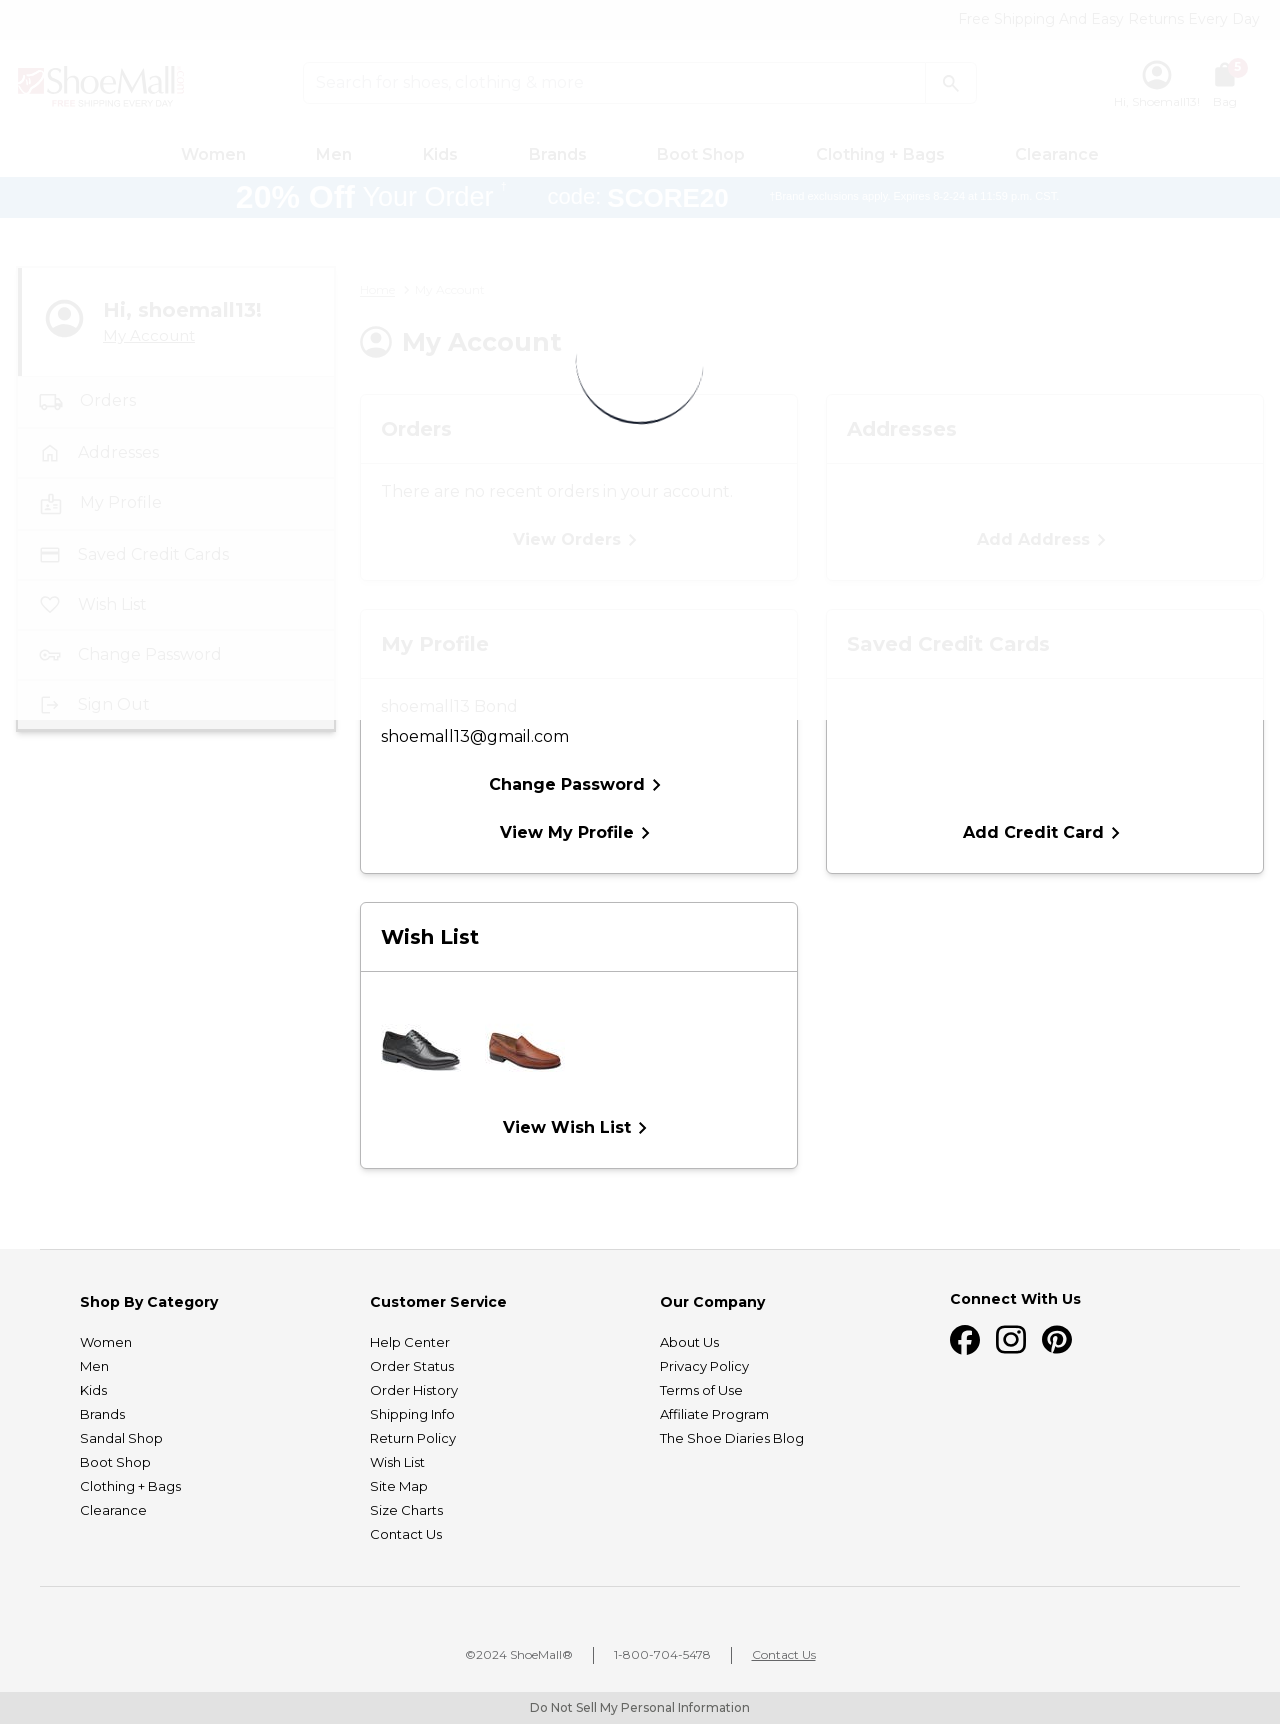 Free Shipping And Easy Returns Every Day
ShoeMall.com
FREE SHIPPING EVERY DAY
Search for shoes, clothing & more
Hi, Shoemall13!
5
Bag
Women
Men
Kids
Brands
Boot Shop
Clothing + Bags
Clearance
20% Off Your Order† code: SCORE20 †Brand exclusions apply. Expires 6-2-24 at 11:59 p.m. CST.
Hi, shoemall13!
My Account
Orders
Addresses
My Profile
Saved Credit Cards
Wish List
Change Password
Sign Out
Home > My Account
My Account
Orders
There are no recent orders in your account.
View Orders
Addresses
Add Address
My Profile
shoemall13 Bond
shoemall13@gmail.com
Change Password
View My Profile
Saved Credit Cards
Add Credit Card
Wish List
View Wish List
Shop By Category
Women
Men
Kids
Brands
Sandal Shop
Boot Shop
Clothing + Bags
Clearance
Customer Service
Help Center
Order Status
Order History
Shipping Info
Return Policy
Wish List
Site Map
Size Charts
Contact Us
Our Company
About Us
Privacy Policy
Terms of Use
Affiliate Program
The Shoe Diaries Blog
Connect With Us
©2024 ShoeMall®
1-800-704-5478
Contact Us
Do Not Sell My Personal Information